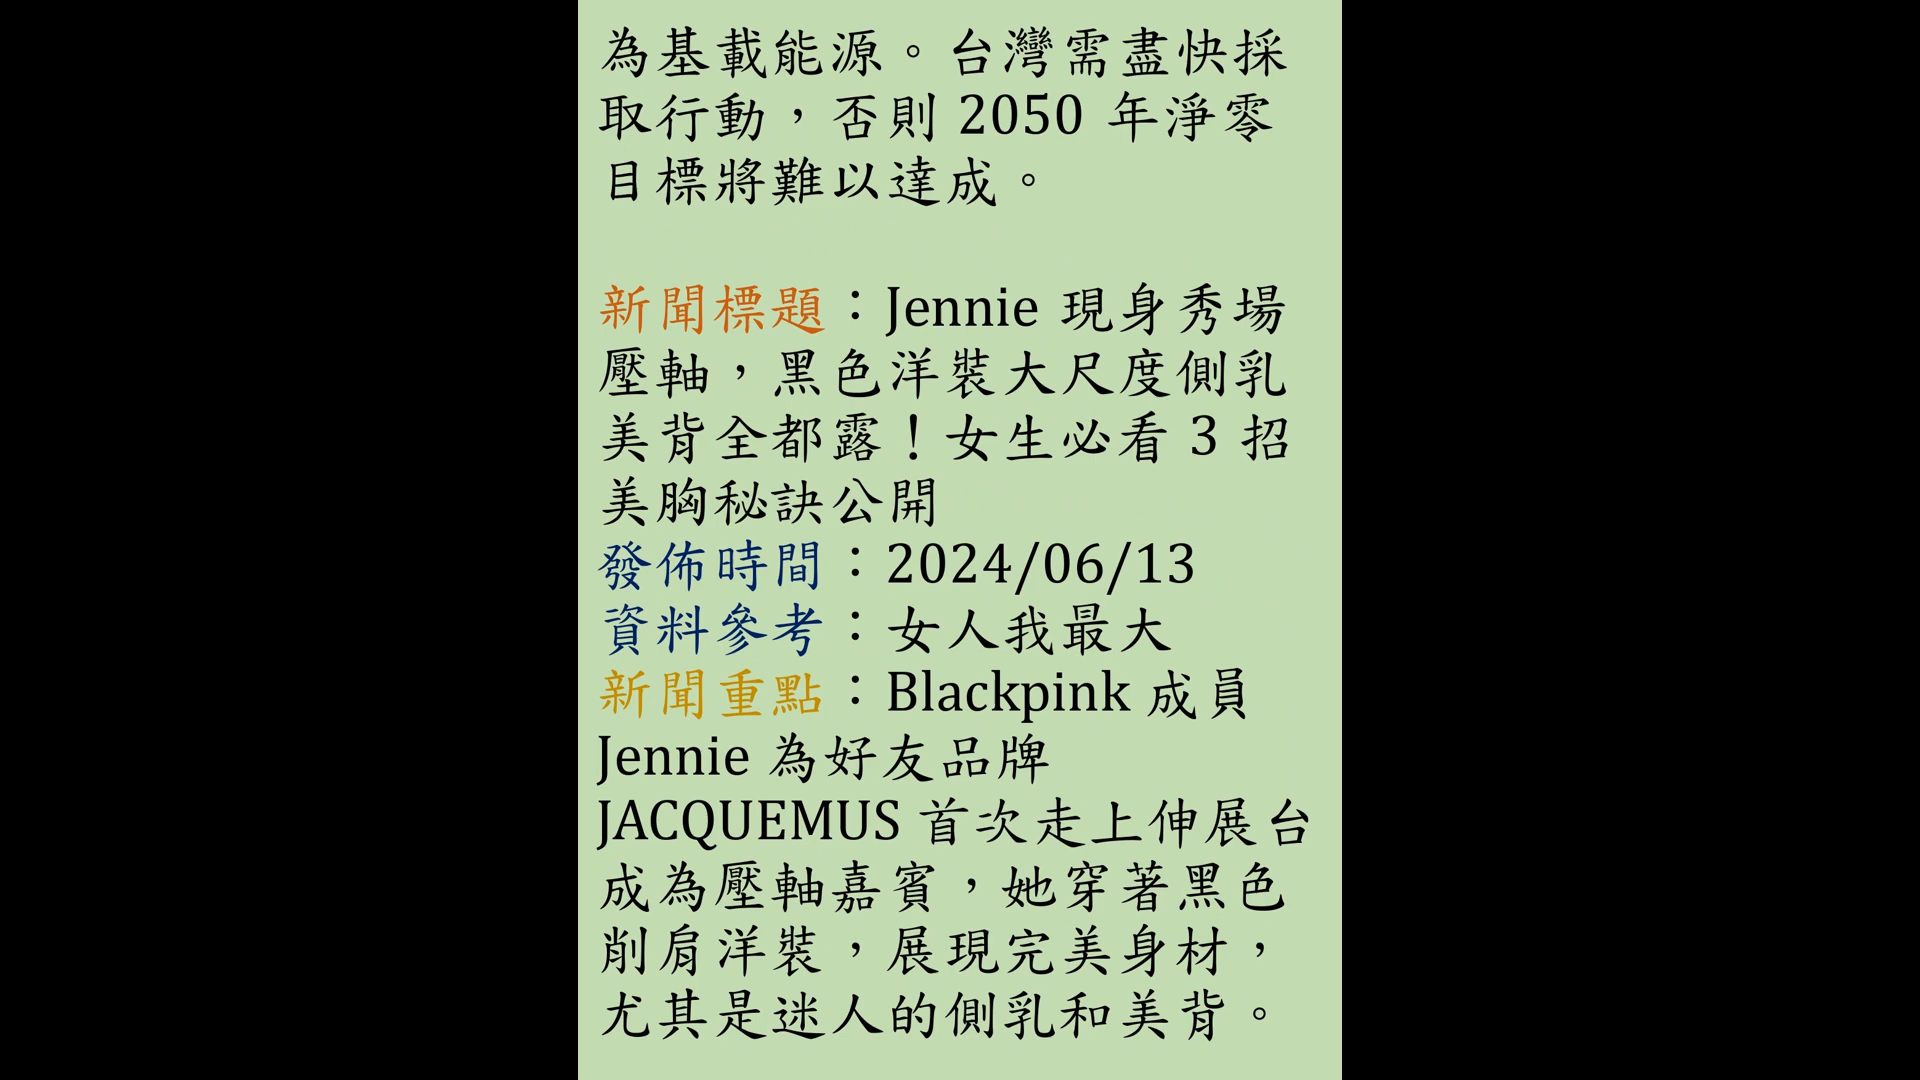 為基載能源。台灣需盡快採
取行動，否則 2050 年淨零
目標將難以達成。
新聞標題：Jennie 現身秀場
壓軸，黑色洋裝大尺度側乳
美背全都露！女生必看 3 招
美胸秘訣公開
發佈時間：2024/06/13
資料參考：女人我最大
新聞重點：Blackpink 成員
Jennie 為好友品牌
JACQUEMUS 首次走上伸展台
成為壓軸嘉賓，她穿著黑色
削肩洋裝，展現完美身材，
尤其是迷人的側乳和美背。